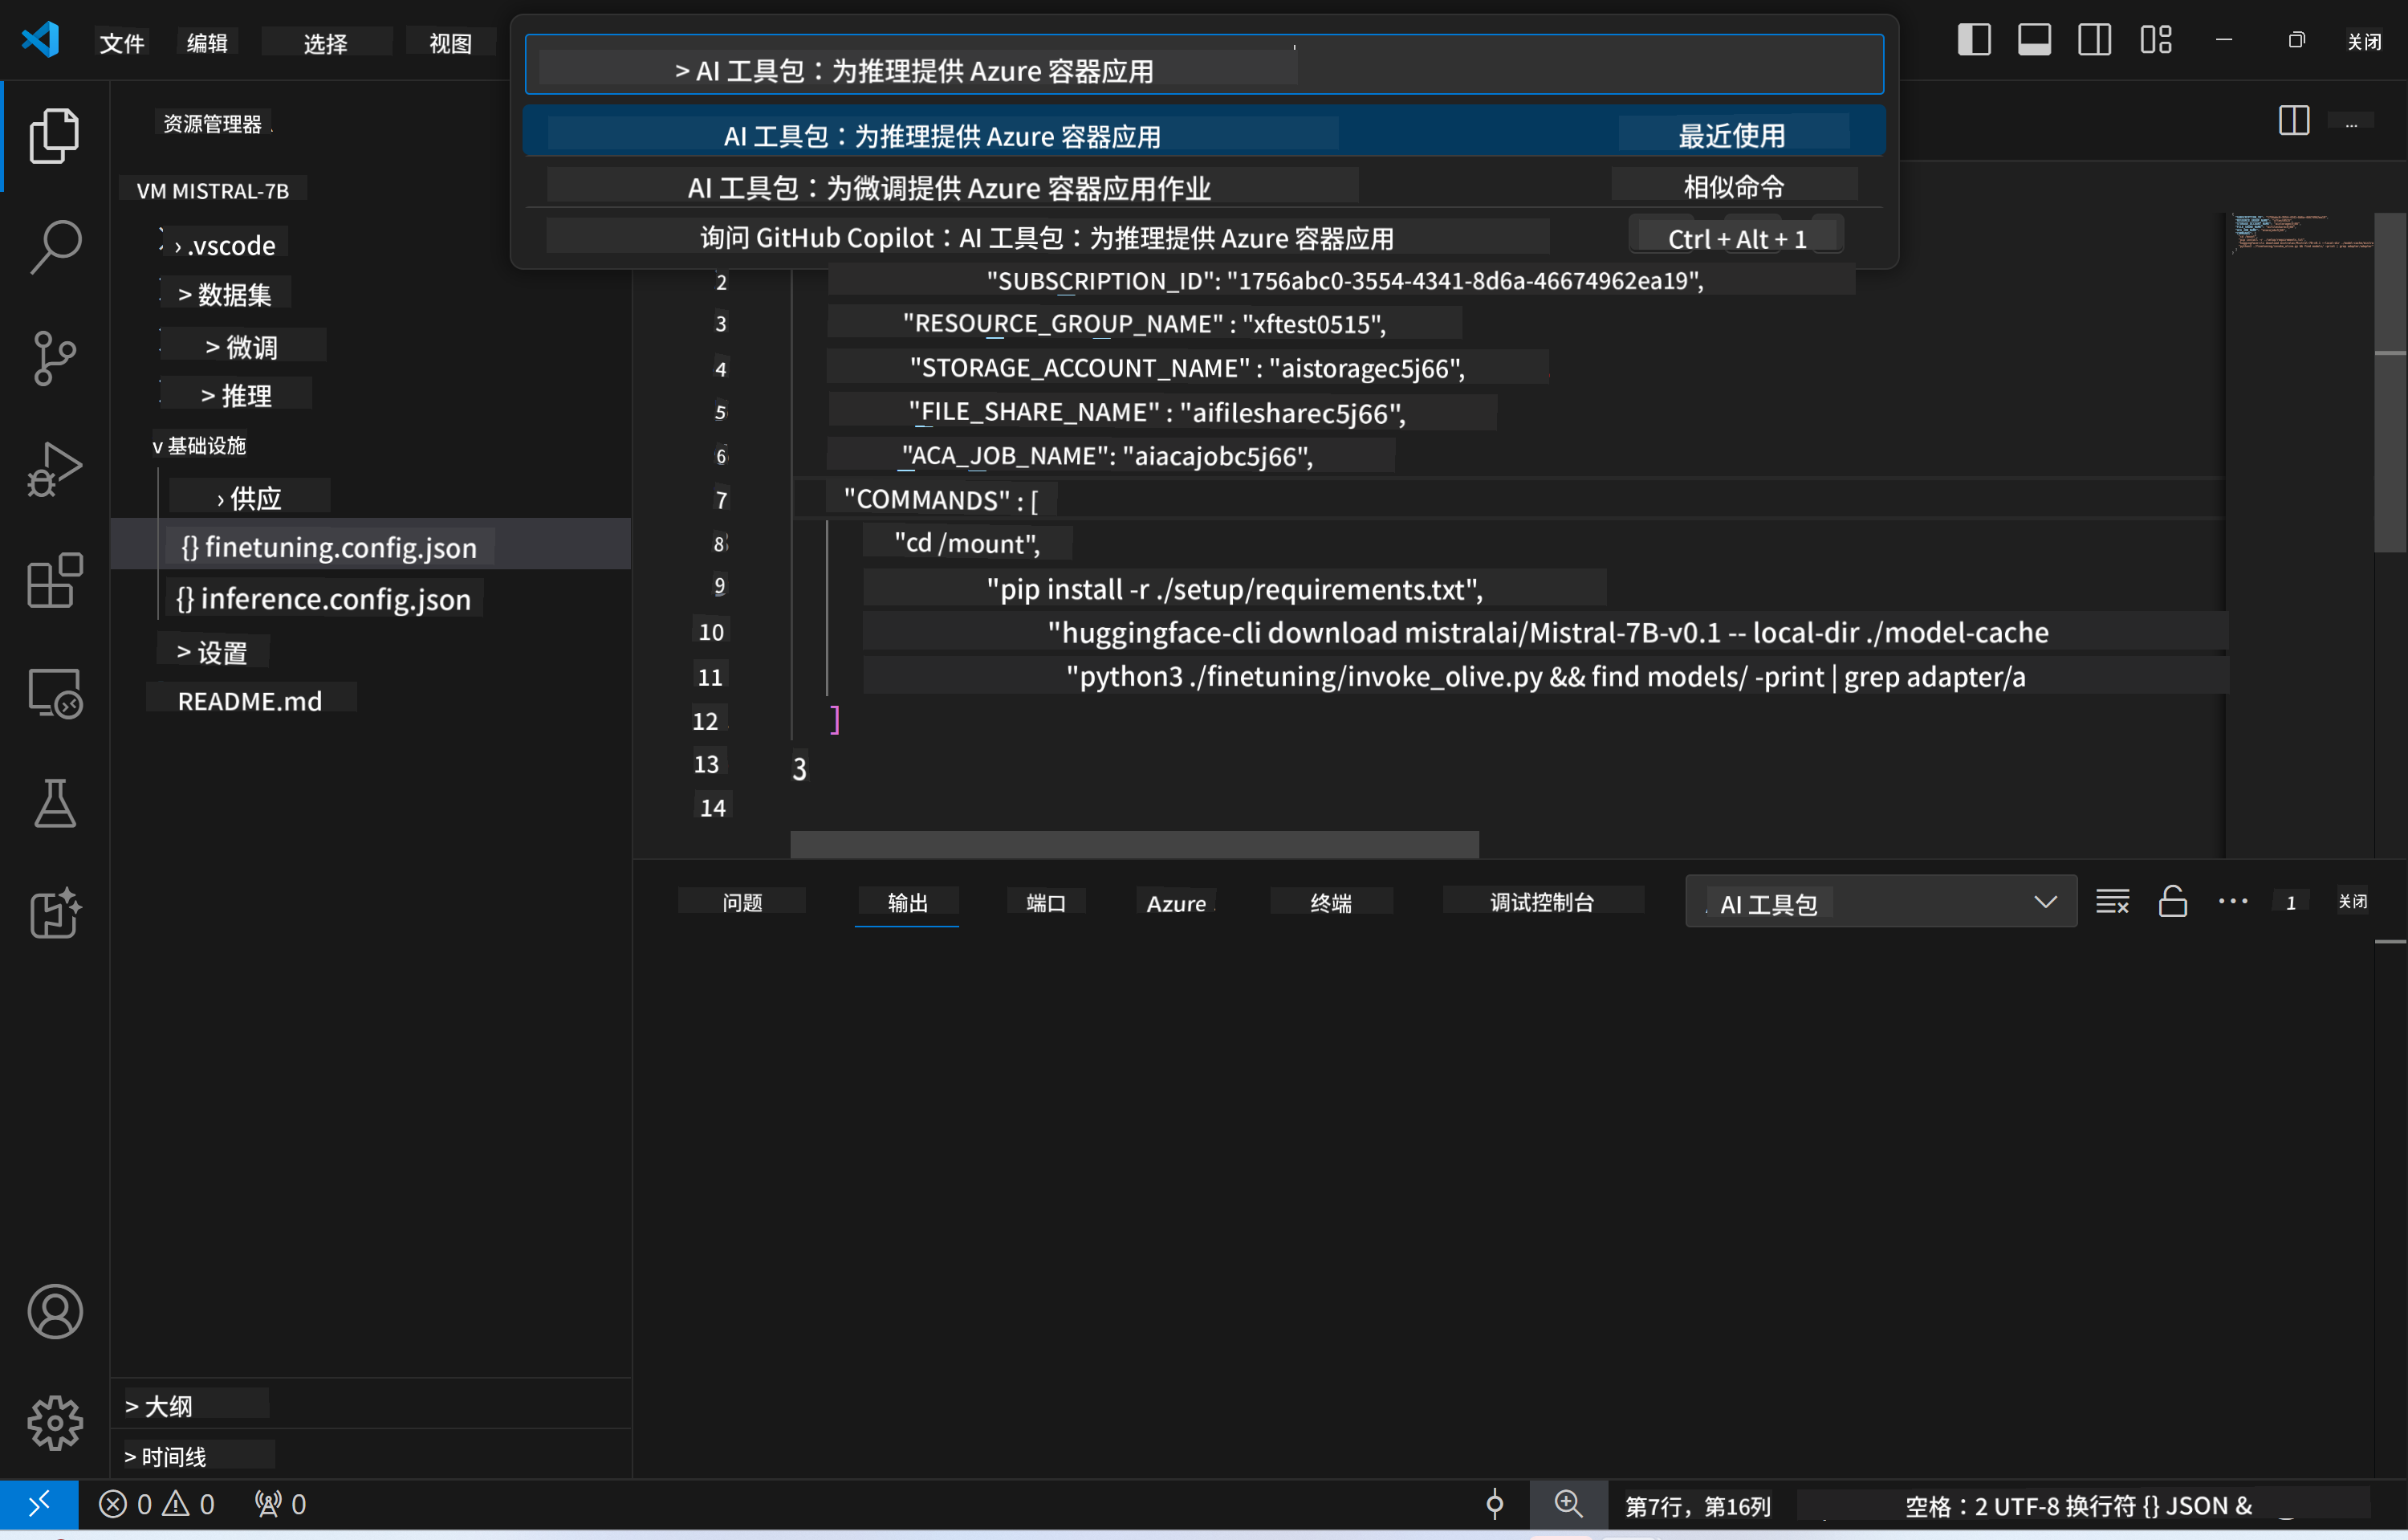 文件 编辑 选择 视图
> AI 工具包：为推理提供 Azure 容器应用
关闭
AI 工具包：为推理提供 Azure 容器应用 最近使用
AI 工具包：为微调提供 Azure 容器应用作业 相似命令
询问 GitHub Copilot：AI 工具包：为推理提供 Azure 容器应用 Ctrl + Alt + 1
...
资源管理器
VM MISTRAL-7B
› .vscode
> 数据集
> 微调
> 推理
v 基础设施
› 供应
{} finetuning.config.json
{} inference.config.json
> 设置
README.md
> 大纲
> 时间线
2 "SUBSCRIPTION_ID": "1756abc0-3554-4341-8d6a-46674962ea19",
3 "RESOURCE_GROUP_NAME" : "xftest0515",
4 "STORAGE_ACCOUNT_NAME" : "aistoragec5j66",
5 "FILE_SHARE_NAME" : "aifilesharec5j66",
6 "ACA_JOB_NAME": "aiacajobc5j66",
7 "COMMANDS" : [
8 "cd /mount",
9 "pip install -r ./setup/requirements.txt",
10 "huggingface-cli download mistralai/Mistral-7B-v0.1 -- local-dir ./model-cache
11 "python3 ./finetuning/invoke_olive.py && find models/ -print | grep adapter/a
12 ]
13 3
14
问题 输出 端口 Azure 终端 调试控制台 AI 工具包 ... 1 关闭
0 0 0 第7行，第16列 空格：2 UTF-8 换行符 {} JSON &